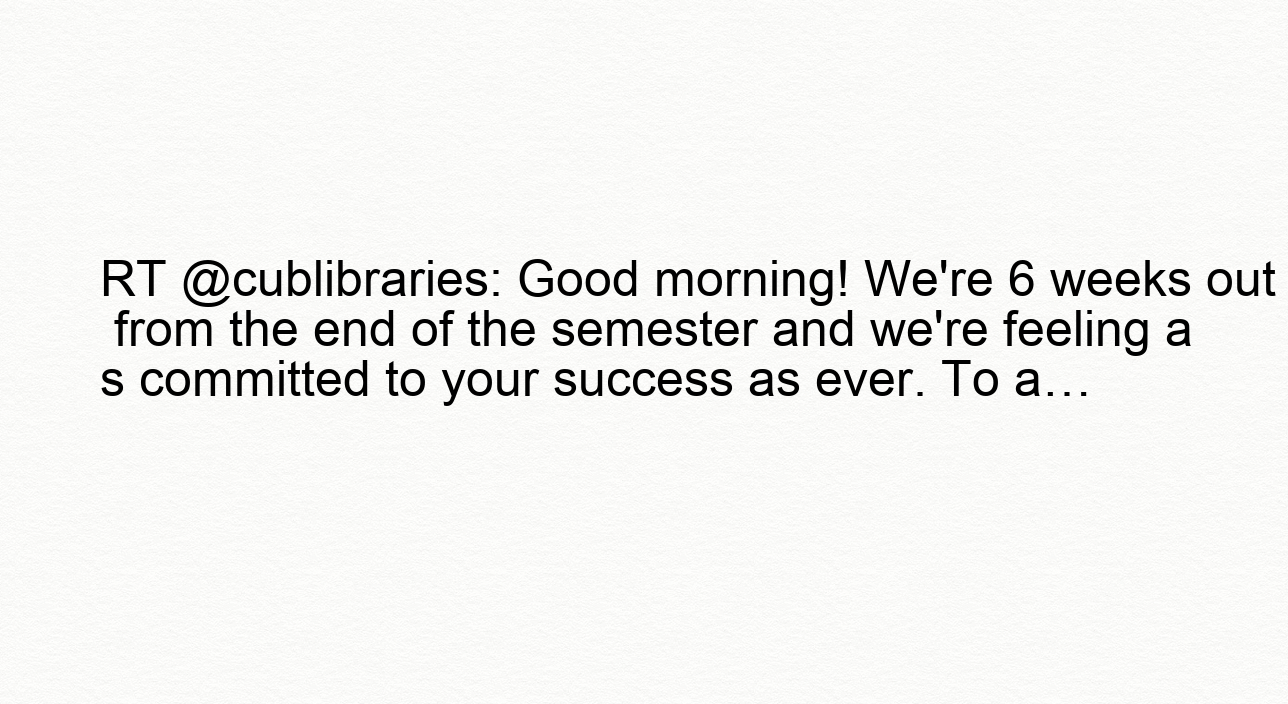 RT @cublibraries: Good morning! We're 6 weeks out
from the end of the semester and we're feeling a
s committed to your success as ever. To a…